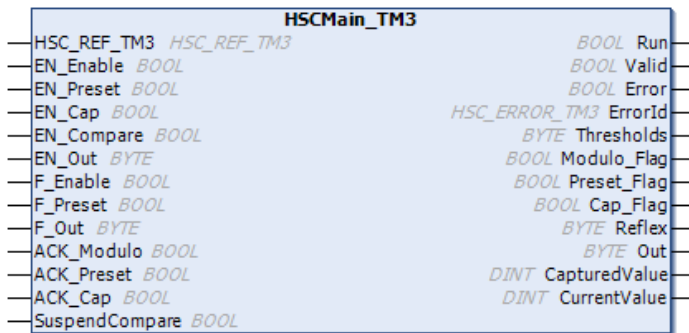 HSCMain_TM3
HSC_REF_TM3 HSC_REF_TM3 BOOL Run
EN_Enable BOOL BOOL Valid
EN_Preset BOOL BOOL Error
EN_Cap BOOL HSC_ERROR_TM3 ErrorId
EN_Compare BOOL BYTE Thresholds
EN_Out BYTE BOOL Modulo_Flag
F_Enable BOOL BOOL Preset_Flag
F_Preset BOOL BOOL Cap_Flag
F_Out BYTE BYTE Reflex
ACK_Modulo BOOL BYTE Out
ACK_Preset BOOL DINT CapturedValue
ACK_Cap BOOL DINT CurrentValue
SuspendCompare BOOL